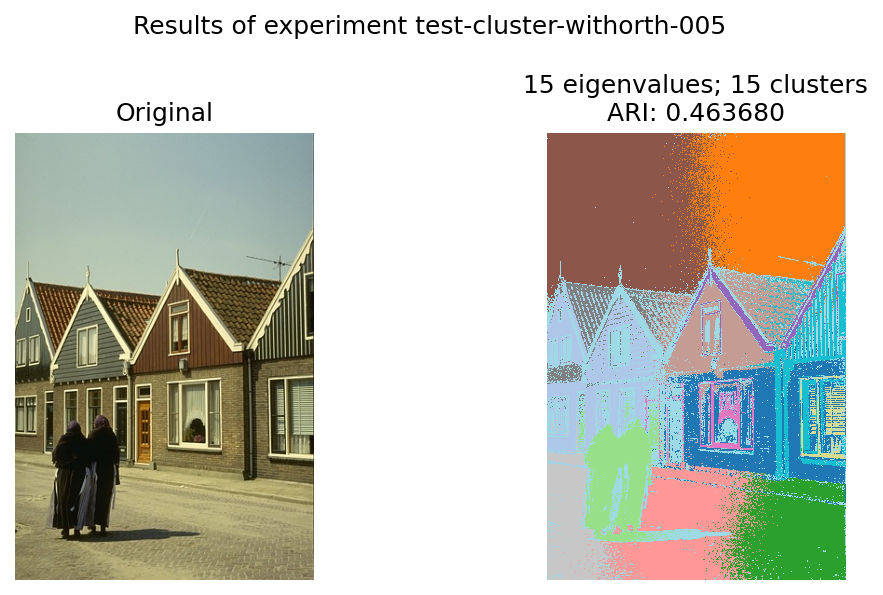 Results of experiment test-cluster-withorth-005
Original
15 eigenvalues; 15 clusters
ARI: 0.463680